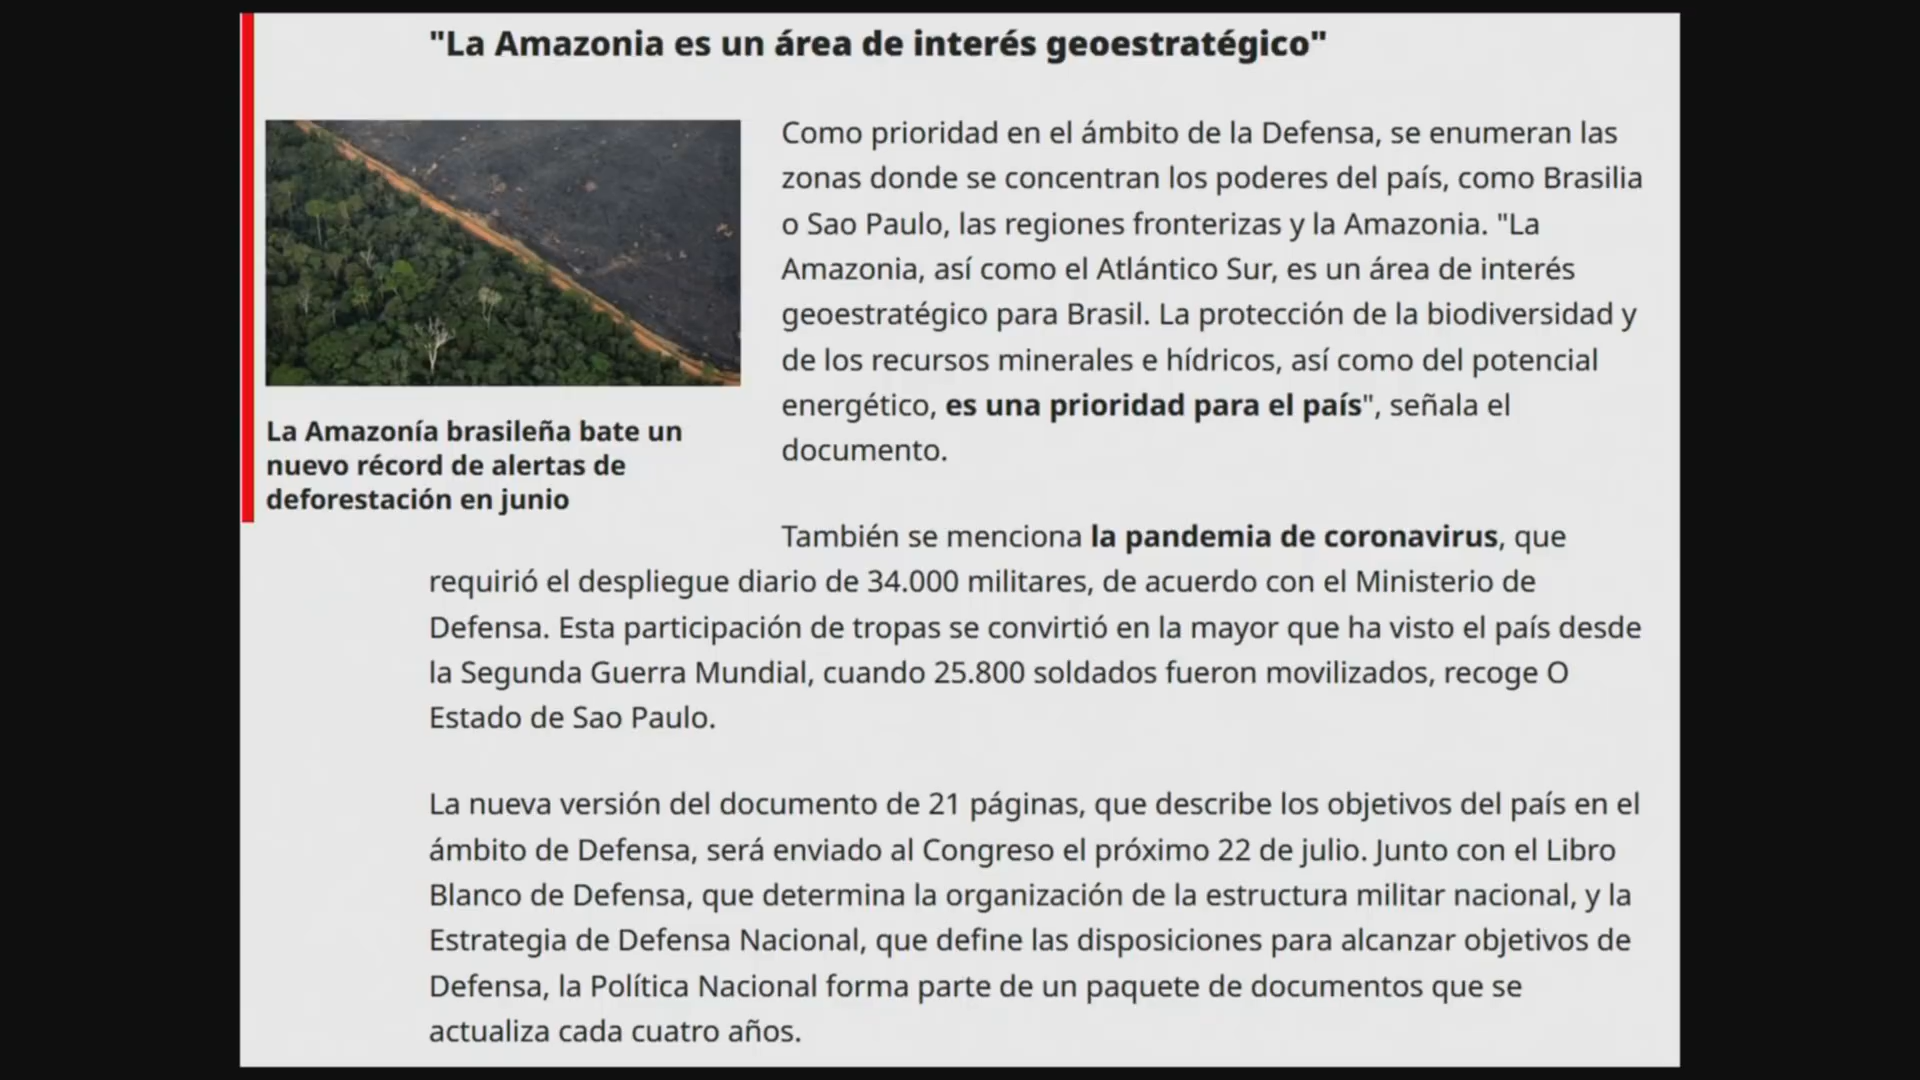 "La Amazonia es un área de interés geoestratégico"
La Amazonía brasileña bate un
nuevo récord de alertas de
deforestación en junio
Como prioridad en el ámbito de la Defensa, se enumeran las
zonas donde se concentran los poderes del país, como Brasilia
o Sao Paulo, las regiones fronterizas y la Amazonia. "La
Amazonia, así como el Atlántico Sur, es un área de interés
geoestratégico para Brasil. La protección de la biodiversidad y
de los recursos minerales e hídricos, así como del potencial
energético, es una prioridad para el país", señala el
documento.
También se menciona la pandemia de coronavirus, que
requirió el despliegue diario de 34.000 militares, de acuerdo con el Ministerio de
Defensa. Esta participación de tropas se convirtió en la mayor que ha visto el país desde
la Segunda Guerra Mundial, cuando 25.800 soldados fueron movilizados, recoge O
Estado de Sao Paulo.
La nueva versión del documento de 21 páginas, que describe los objetivos del país en el
ámbito de Defensa, será enviado al Congreso el próximo 22 de julio. Junto con el Libro
Blanco de Defensa, que determina la organización de la estructura militar nacional, y la
Estrategia de Defensa Nacional, que define las disposiciones para alcanzar objetivos de
Defensa, la Política Nacional forma parte de un paquete de documentos que se
actualiza cada cuatro años.